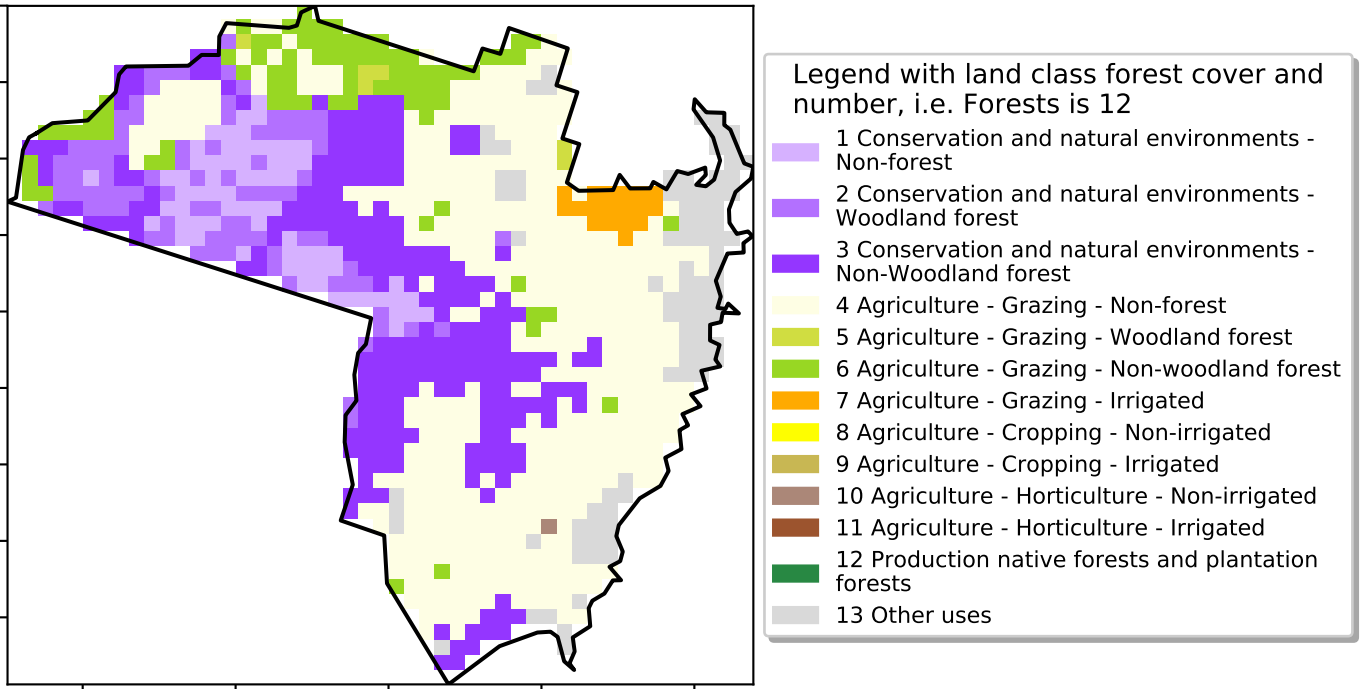 Legend with land class forest cover and
number, i.e. Forests is 12
1 Conservation and natural environments -
Non-forest
2 Conservation and natural environments -
Woodland forest
3 Conservation and natural environments -
Non-Woodland forest
4 Agriculture - Grazing - Non-forest
5 Agriculture - Grazing - Woodland forest
6 Agriculture - Grazing - Non-woodland forest
7 Agriculture - Grazing - Irrigated
8 Agriculture - Cropping - Non-irrigated
9 Agriculture - Cropping - Irrigated
10 Agriculture - Horticulture - Non-irrigated
11 Agriculture - Horticulture - Irrigated
12 Production native forests and plantation
forests
13 Other uses